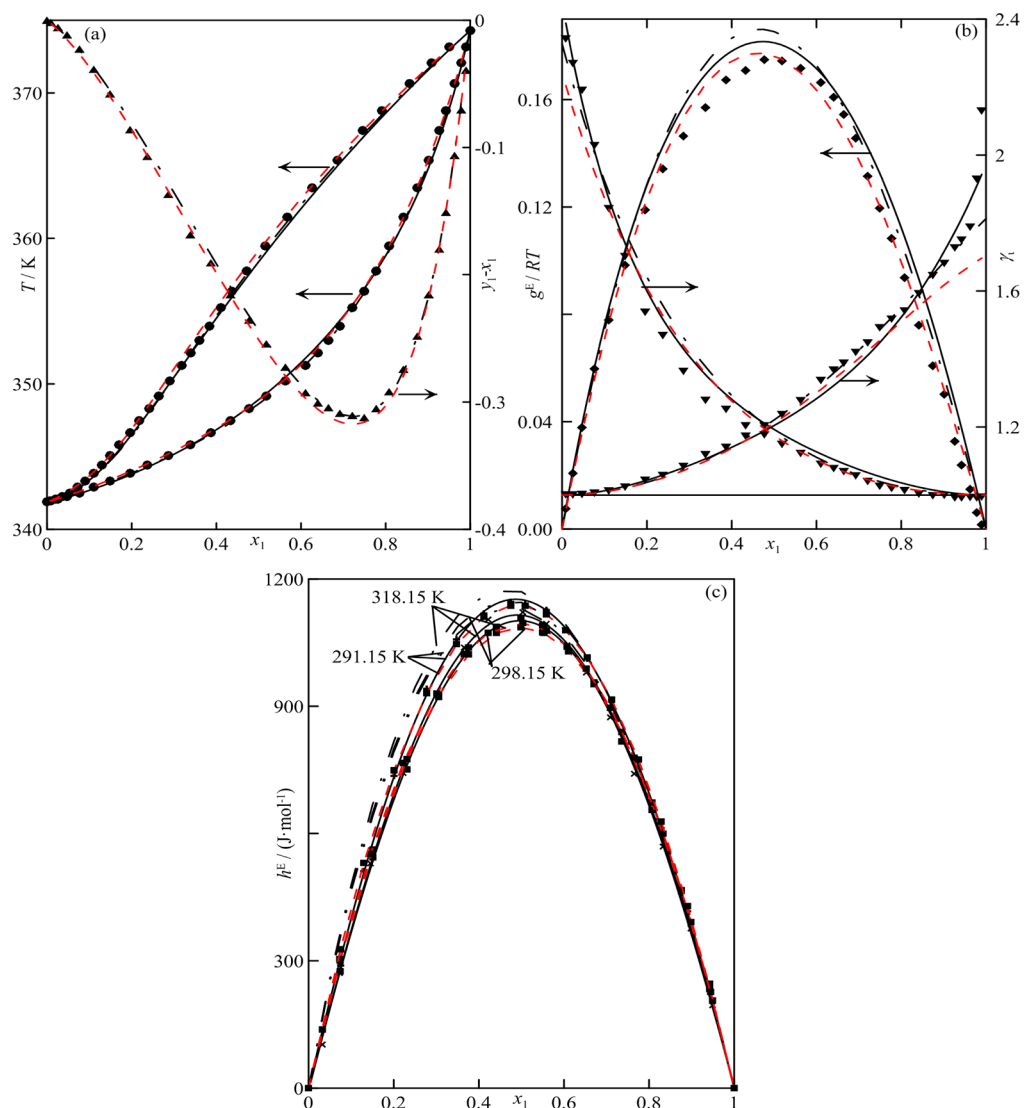 (a)
0
370
-0.1
T / K
360
y₁-x₁
350
-0.3
340
-0.4
0
0.2
0.4
x₁
0.6
0.8
1
(b)
2.4
0.16
2
0.12
gᴱ/ RT
γᵢ
1.6
0.04
1.2
0.00
0
0.2
0.4
x₁
0.6
0.8
1
(c)
1200
318.15 K
291.15 K
298.15 K
900
hᴱ / (J·mol⁻¹)
300
0
0
0.2
0.4
x₁
0.6
0.8
1